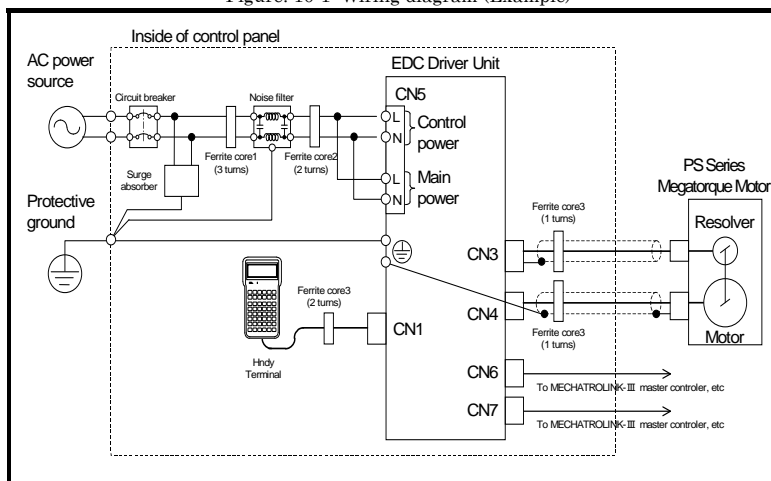 Figure. 10-1 Wiring diagram (Example)
Inside of control panel
AC power
source
EDC Driver Unit
Circuit breaker
Noise filter
CN5
L
N
Control
power
Ferrite core1
(3 turns)
Ferrite core2
(2 turns)
Surge
absorber
L
N
Main
power
PS Series
Megatorque Motor
Protective
ground
Ferrite core3
(1 turns)
Resolver
CN3
Ferrite core3
(2 turns)
CN1
CN4
Ferrite core3
(1 turns)
Motor
Hndy
Terminal
CN6
To MECHATROLINK-III master controler, etc
CN7
To MECHATROLINK-III master controler, etc